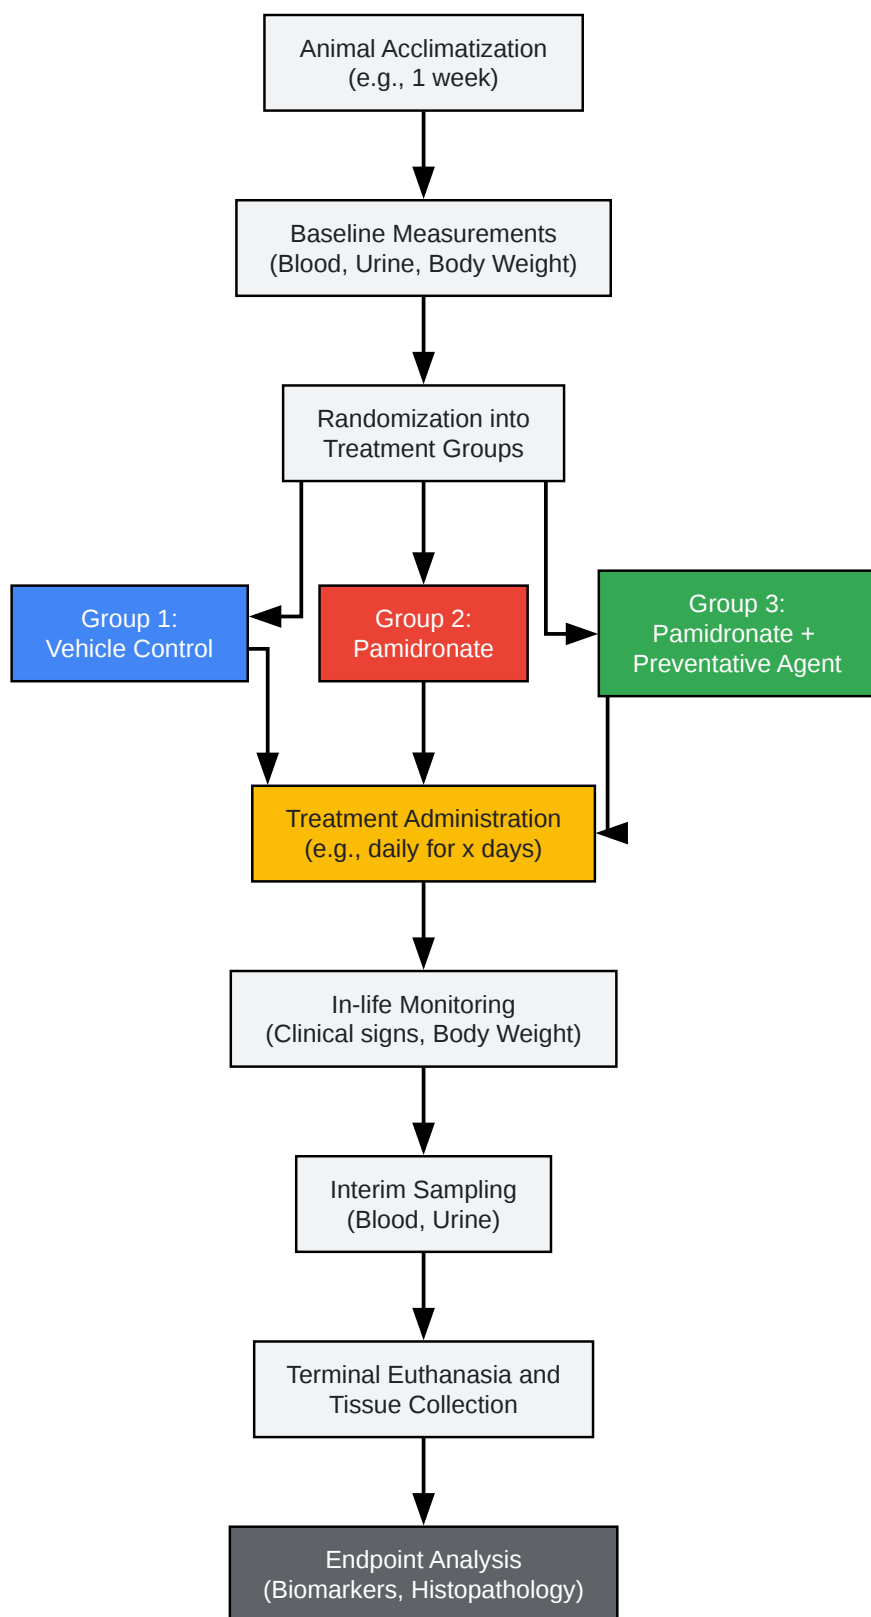 Animal Acclimatization
(e.g., 1 week)
Baseline Measurements
(Blood, Urine, Body Weight)
Randomization into
Treatment Groups
Group 1:
Vehicle Control
Group 2:
Pamidronate
Group 3:
Pamidronate +
Preventative Agent
Treatment Administration
(e.g., daily for x days)
In-life Monitoring
(Clinical signs, Body Weight)
Interim Sampling
(Blood, Urine)
Terminal Euthanasia and
Tissue Collection
Endpoint Analysis
(Biomarkers, Histopathology)